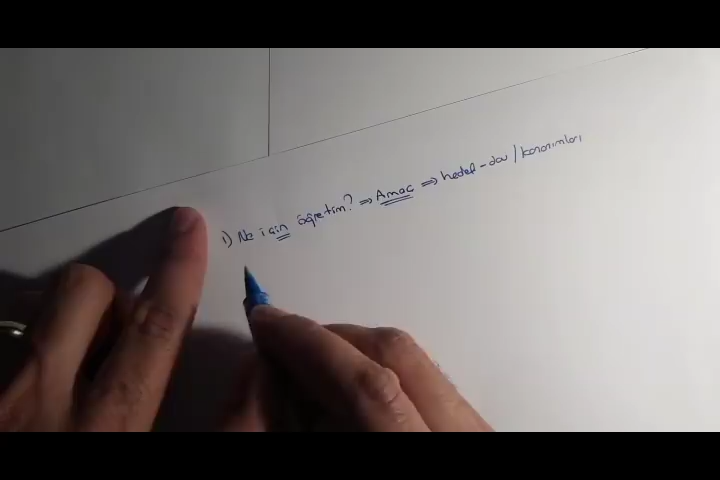 1) Ne için öğretim? ⇒ Amaç ⇒ hedef - dav / kazanımları